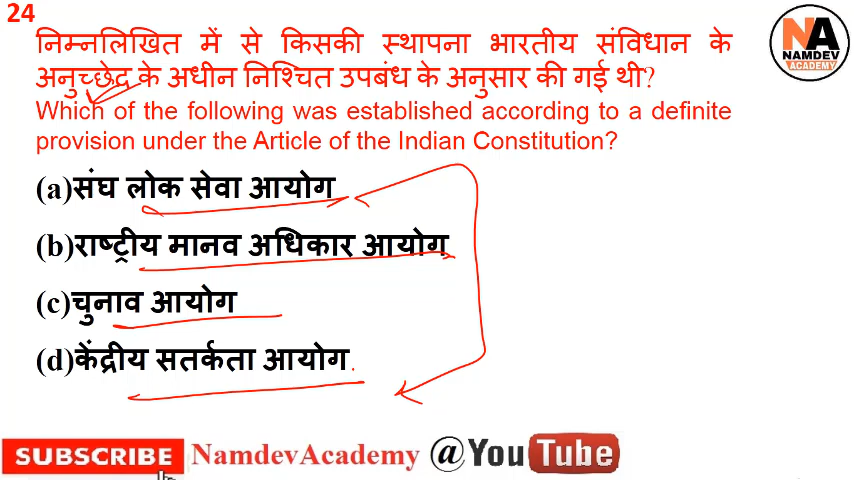 24
NA
NAMDEV
ACADEMY
निम्नलिखित में से किसकी स्थापना भारतीय संविधान के
अनुच्छेद के अधीन निश्चित उपबंध के अनुसार की गई थी?
Which of the following was established according to a definite
provision under the Article of the Indian Constitution?
(a)संघ लोक सेवा आयोग
(b)राष्ट्रीय मानव अधिकार आयोग
(c)चुनाव आयोग
(d)केंद्रीय सतर्कता आयोग.
SUBSCRIBE NamdevAcademy @YouTube